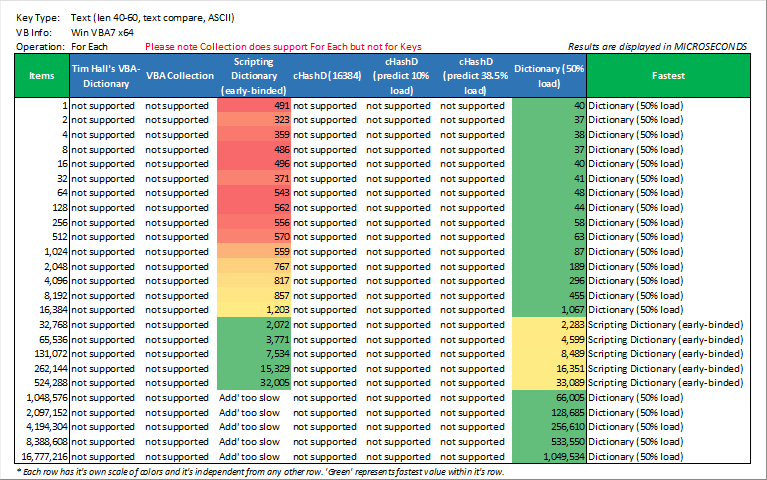 Key Type: Text (len 40-60, text compare, ASCII)
VB Info: Win VBA7 x64
Operation: For Each Please note Collection does support For Each but not for Keys Results are displayed in MICROSECONDS
Items Tim Hall's VBA-Dictionary VBA Collection Scripting Dictionary (early-binded) cHashD (16384) cHashD (predict 10% load) cHashD (predict 38.5% load) Dictionary (50% load) Fastest
1 not supported not supported 491 not supported not supported not supported 40 Dictionary (50% load)
2 not supported not supported 323 not supported not supported not supported 37 Dictionary (50% load)
4 not supported not supported 359 not supported not supported not supported 38 Dictionary (50% load)
8 not supported not supported 486 not supported not supported not supported 37 Dictionary (50% load)
16 not supported not supported 496 not supported not supported not supported 40 Dictionary (50% load)
32 not supported not supported 371 not supported not supported not supported 41 Dictionary (50% load)
64 not supported not supported 543 not supported not supported not supported 48 Dictionary (50% load)
128 not supported not supported 562 not supported not supported not supported 44 Dictionary (50% load)
256 not supported not supported 556 not supported not supported not supported 58 Dictionary (50% load)
512 not supported not supported 570 not supported not supported not supported 63 Dictionary (50% load)
1,024 not supported not supported 559 not supported not supported not supported 87 Dictionary (50% load)
2,048 not supported not supported 767 not supported not supported not supported 189 Dictionary (50% load)
4,096 not supported not supported 817 not supported not supported not supported 296 Dictionary (50% load)
8,192 not supported not supported 857 not supported not supported not supported 455 Dictionary (50% load)
16,384 not supported not supported 1,203 not supported not supported not supported 1,067 Dictionary (50% load)
32,768 not supported not supported 2,072 not supported not supported not supported 2,283 Scripting Dictionary (early-binded)
65,536 not supported not supported 3,771 not supported not supported not supported 4,599 Scripting Dictionary (early-binded)
131,072 not supported not supported 7,534 not supported not supported not supported 8,489 Scripting Dictionary (early-binded)
262,144 not supported not supported 15,329 not supported not supported not supported 16,351 Scripting Dictionary (early-binded)
524,288 not supported not supported 32,005 not supported not supported not supported 33,089 Scripting Dictionary (early-binded)
1,048,576 not supported not supported Add' too slow not supported not supported not supported 66,005 Dictionary (50% load)
2,097,152 not supported not supported Add' too slow not supported not supported not supported 128,685 Dictionary (50% load)
4,194,304 not supported not supported Add' too slow not supported not supported not supported 256,610 Dictionary (50% load)
8,388,608 not supported not supported Add' too slow not supported not supported not supported 533,550 Dictionary (50% load)
16,777,216 not supported not supported Add' too slow not supported not supported not supported 1,049,534 Dictionary (50% load)
* Each row has it's own scale of colors and it's independent from any other row. 'Green' represents fastest value within it's row.